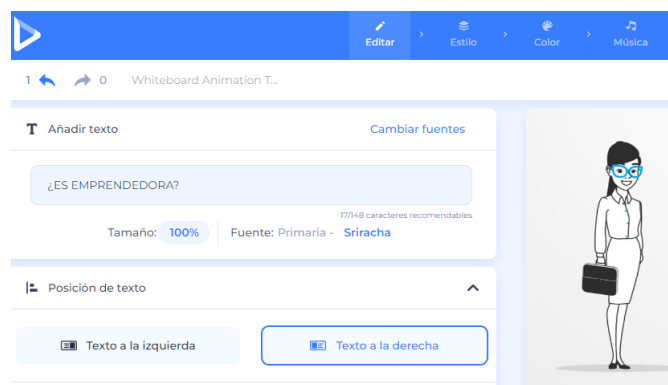 Editar
Estilo
Color
Música
1
0
Whiteboard Animation T...
T Añadir texto
Cambiar fuentes
¿ES EMPRENDEDORA?
17/148 caracteres recomendables
Tamaño: 100%
Fuente: Primaria - Sriracha
Posición de texto
Texto a la izquierda
Texto a la derecha